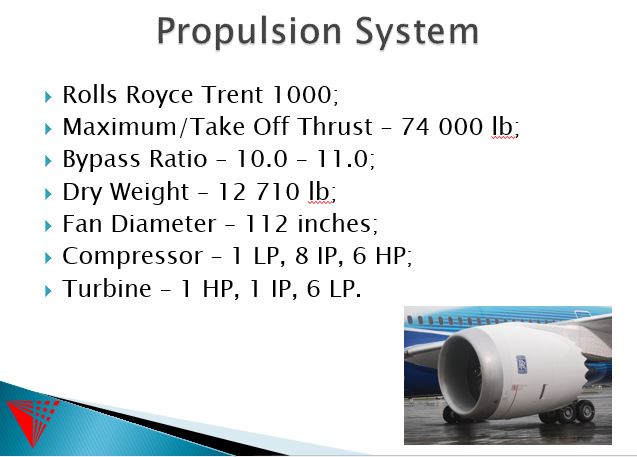 Propulsion System
Rolls Royce Trent 1000;
Maximum/Take Off Thrust – 74 000 lb;
Bypass Ratio – 10.0 – 11.0;
Dry Weight – 12 710 lb;
Fan Diameter – 112 inches;
Compressor – 1 LP, 8 IP, 6 HP;
Turbine – 1 HP, 1 IP, 6 LP.